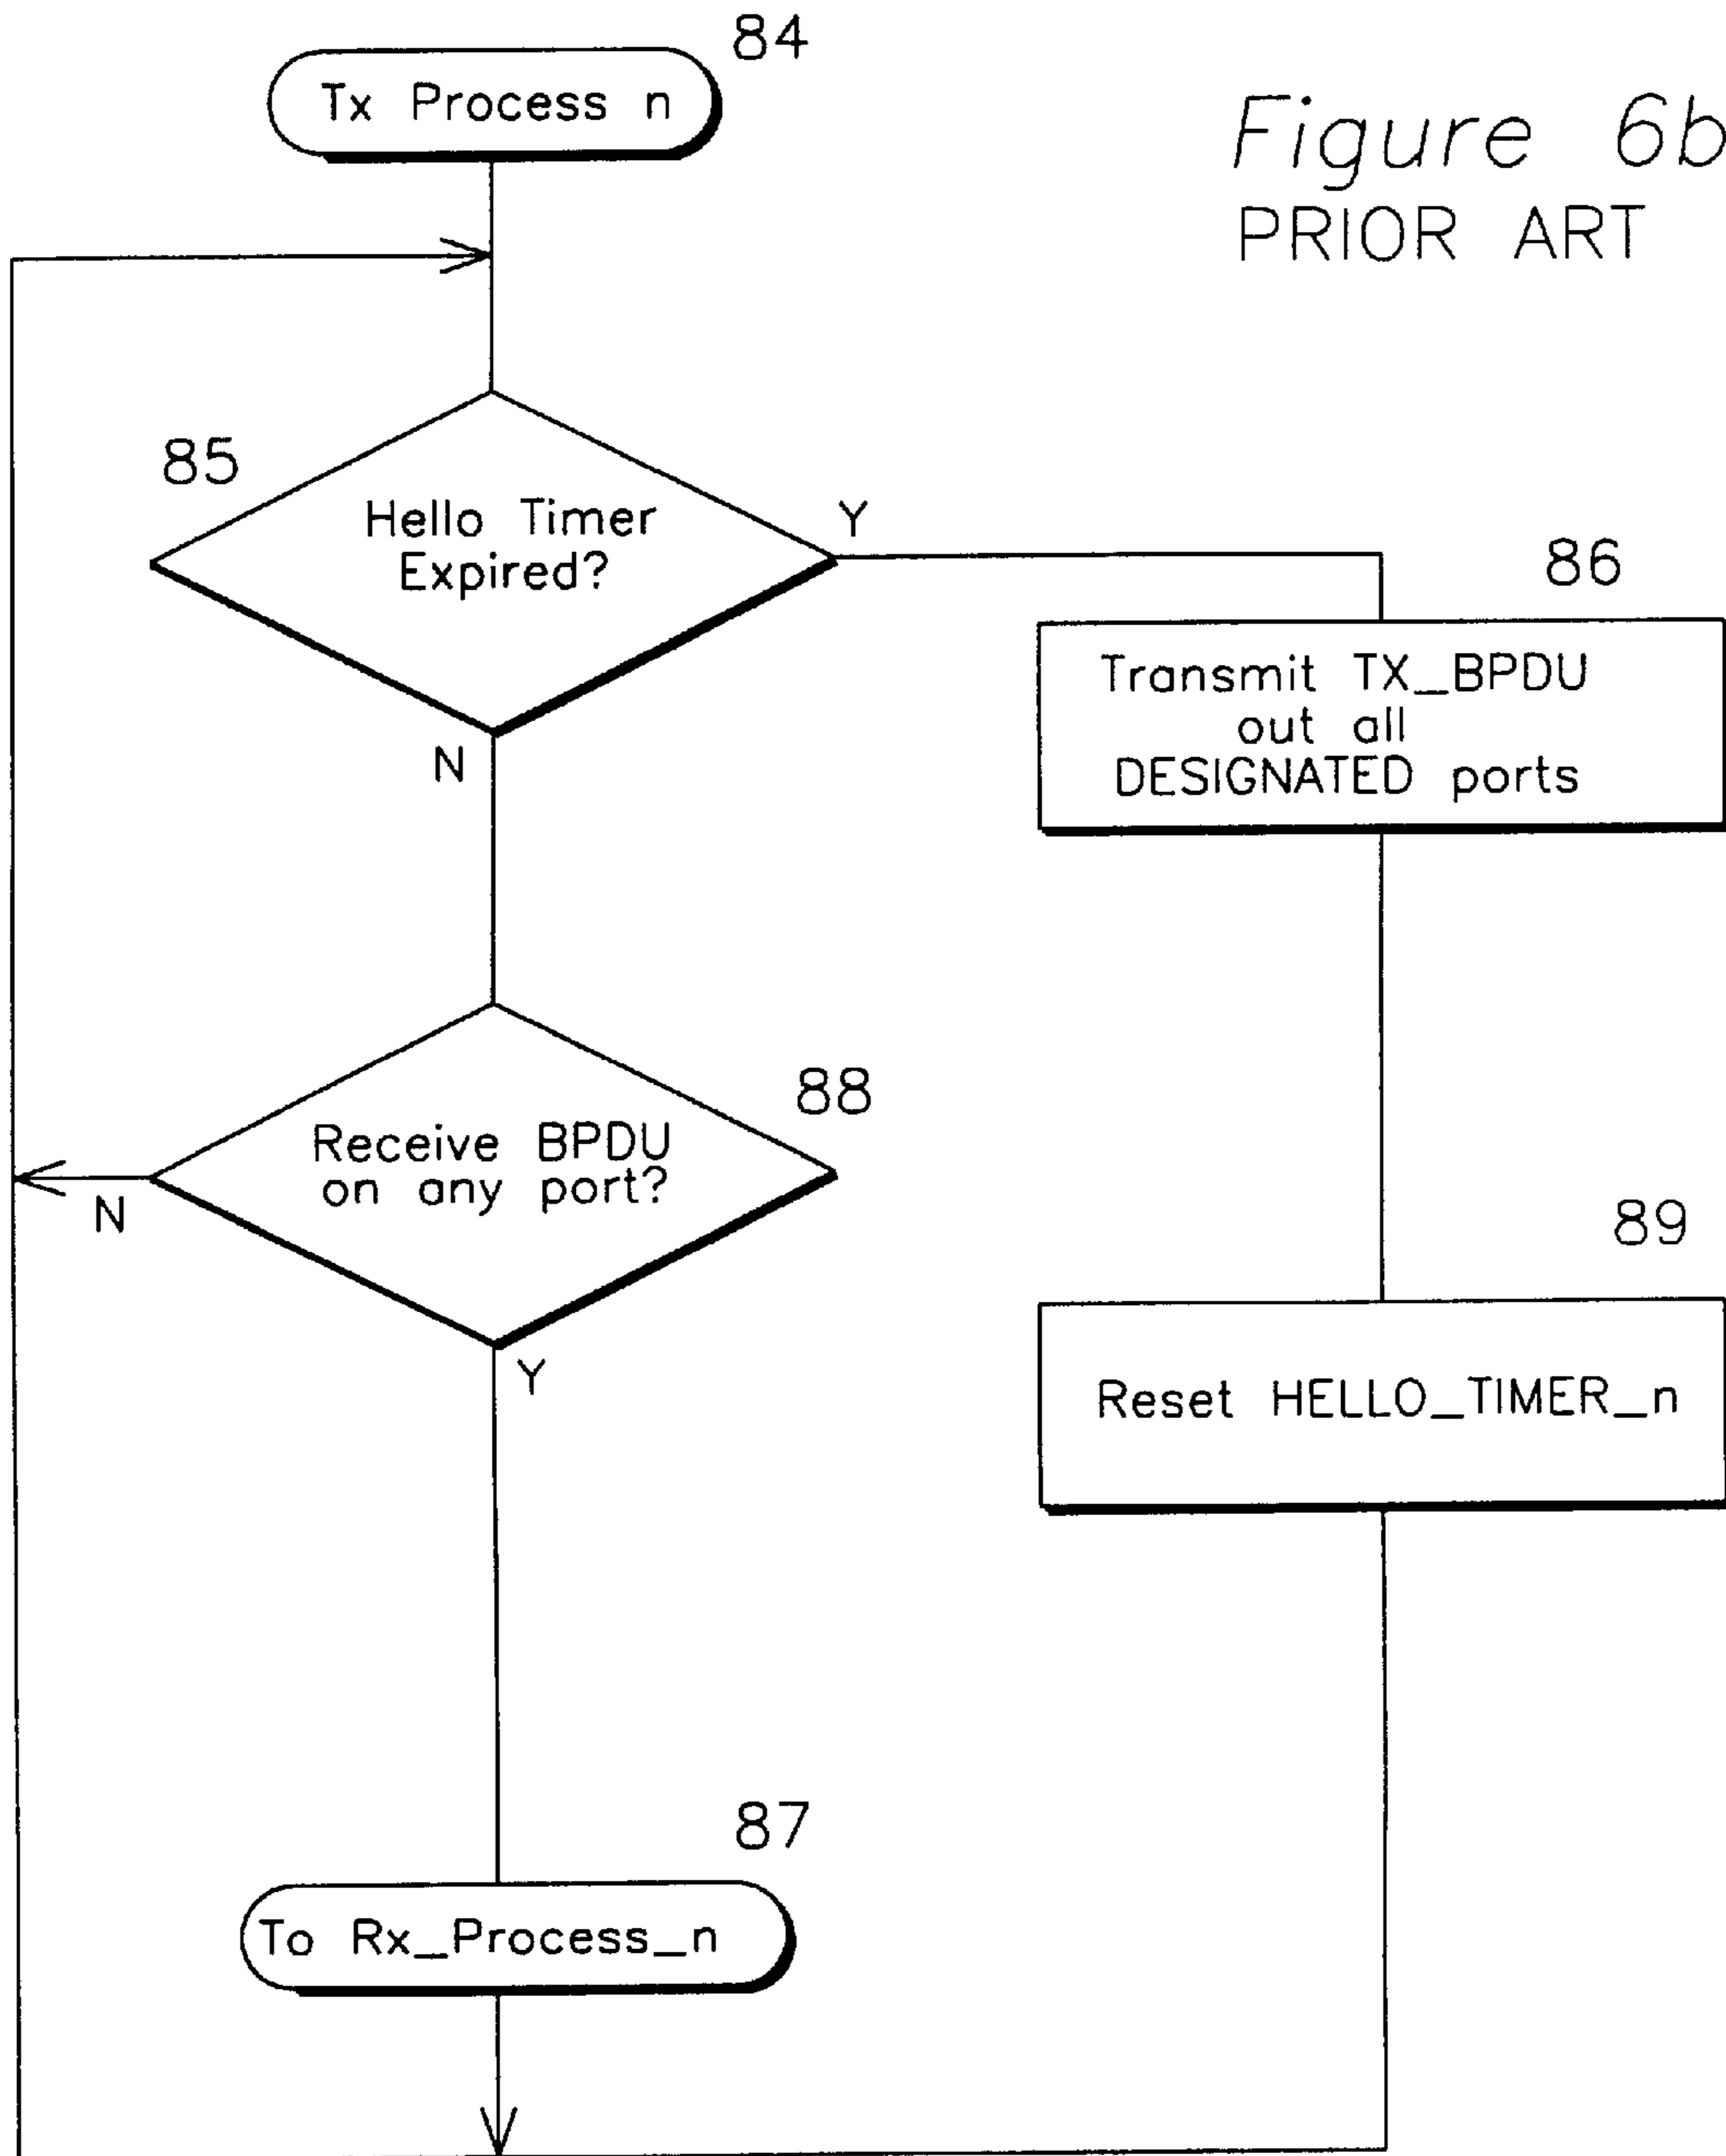 84
Tx Process n
Figure 6b
PRIOR ART
85
Hello Timer
Expired?
Y
N
86
Transmit TX_BPDU
out all
DESIGNATED ports
88
Receive BPDU
on any port?
N
Y
89
Reset HELLO_TIMER_n
87
To Rx_Process_n